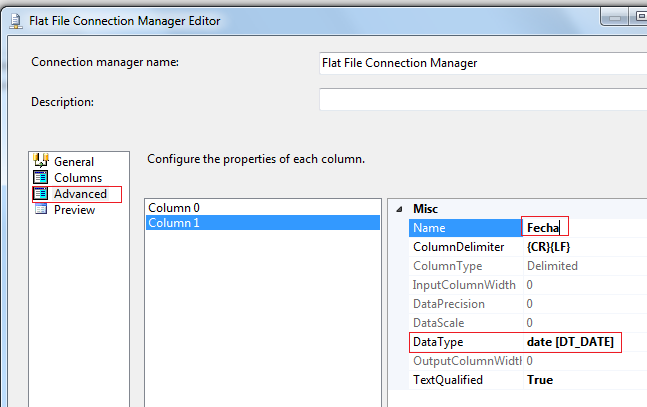 Flat File Connection Manager Editor
Connection manager name: Flat File Connection Manager
Description:
General
Columns
Advanced
Preview
Configure the properties of each column.
Column 0
Column 1
Misc
Name Fecha
ColumnDelimiter {CR}{LF}
ColumnType Delimited
InputColumnWidth 0
DataPrecision 0
DataScale 0
DataType date [DT_DATE]
OutputColumnWidth 0
TextQualified True